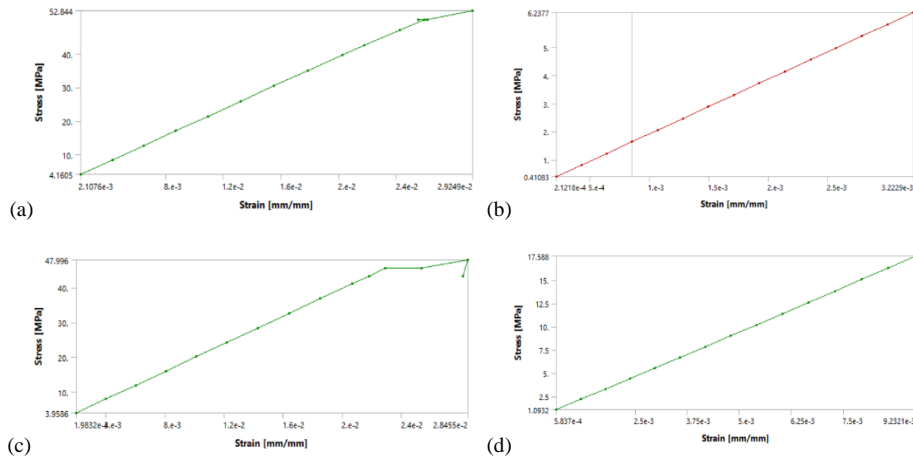 52.844
40.
30.
20.
10.
4.1605
Stress [MPa]
2.1076e-3
8.e-3
1.2e-2
1.6e-2
2.e-2
2.4e-2
2.9249e-2
Strain [mm/mm]
(a)
6.2377
5.
4.
3.
2.
1.
0.41083
Stress [MPa]
2.1218e-4
5.e-4
1.e-3
1.5e-3
2.e-3
2.5e-3
3.2229e-3
Strain [mm/mm]
(b)
47.996
40.
30.
20.
10.
3.9586
Stress [MPa]
8.e-3
1.2e-2
1.6e-2
2.e-2
2.4e-2
2.8455e-2
Strain [mm/mm]
(c)
17.588
15.
12.5
10.
7.5
5.
2.5
1.0932
Stress [MPa]
5.837e-4
2.5e-3
3.75e-3
5.e-3
6.25e-3
7.5e-3
9.2321e-3
Strain [mm/mm]
(d)